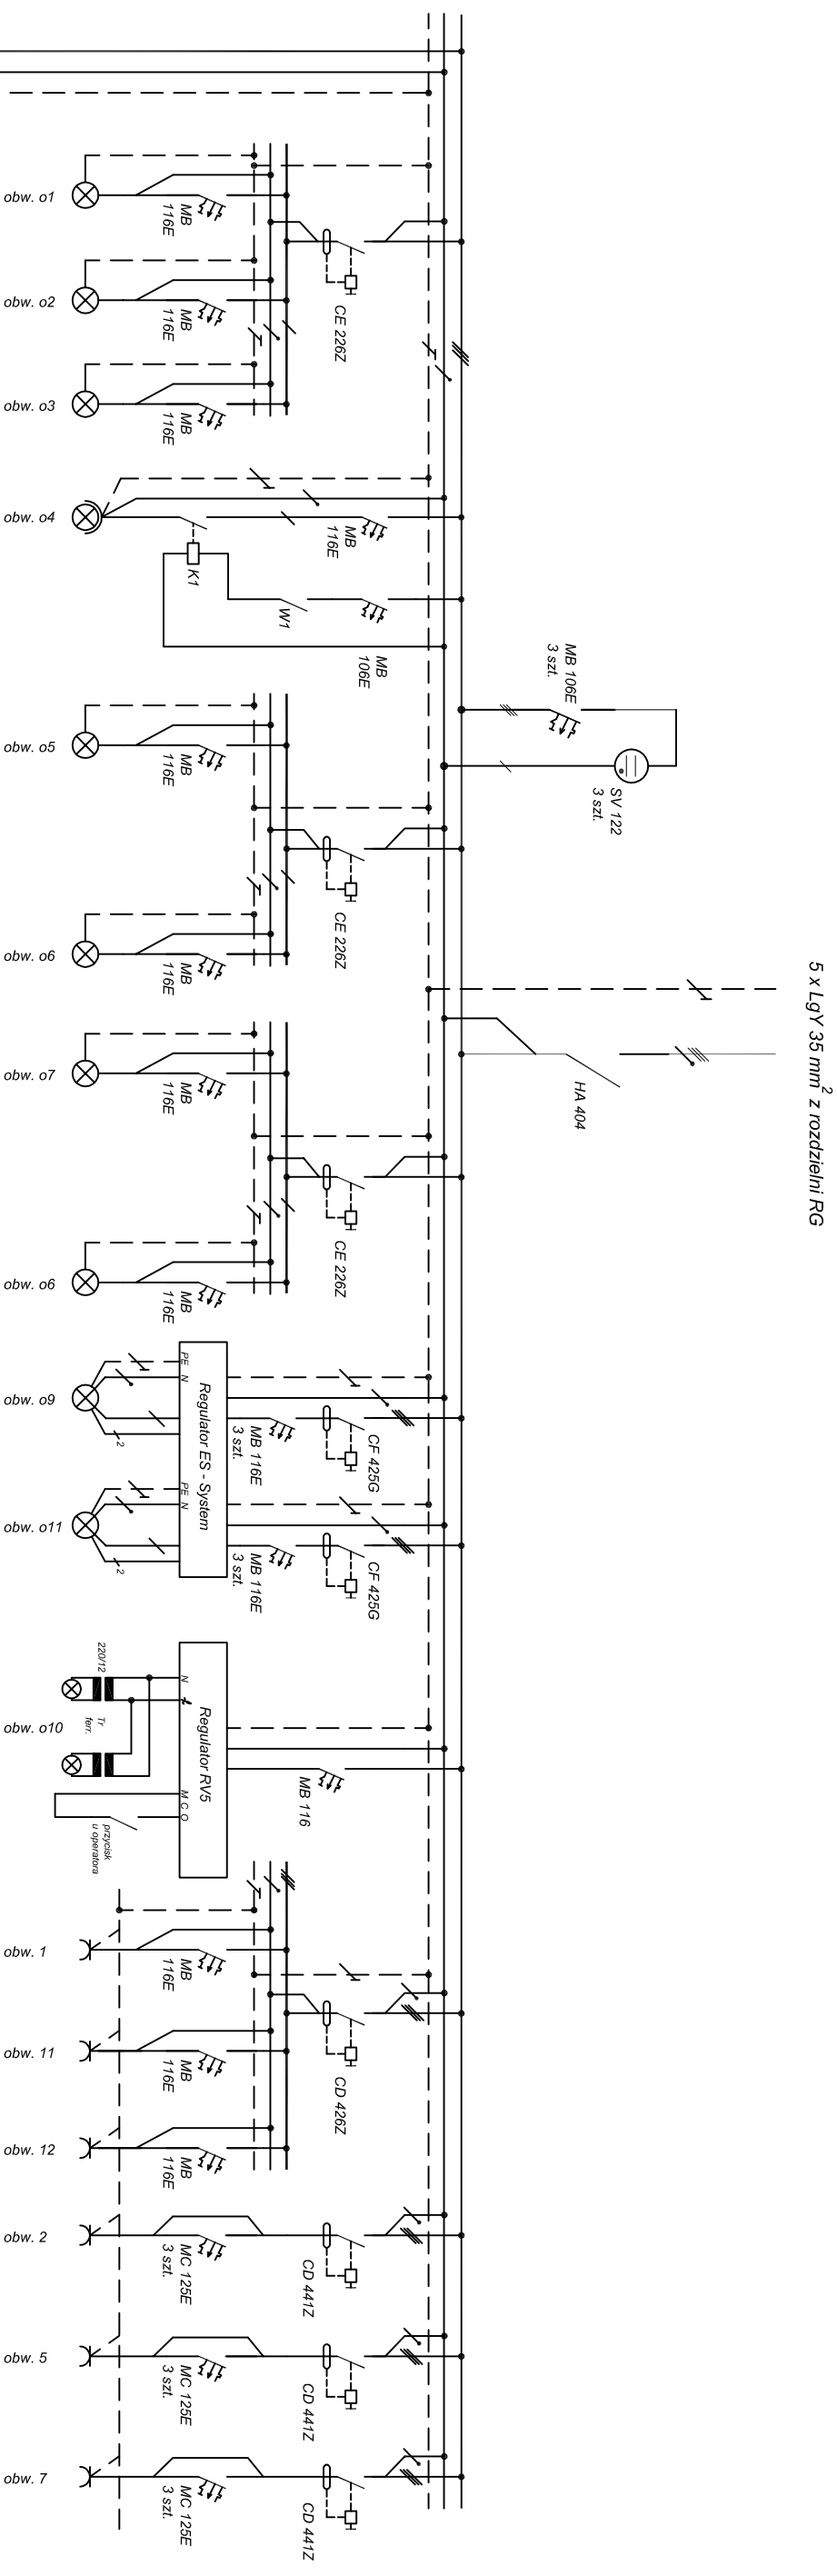 obw. o1
MB
116E
CE 226Z
obw. o2
MB
116E
obw. o3
MB
116E
obw. o4
MB
116E
K1
W1
MB
106E
MB 106E
3 szt.
SV 122
3 szt.
obw. o5
MB
116E
CE 226Z
obw. o6
MB
116E
5 x LgY 35 mm² z rozdzielni RG
HA 404
obw. o7
MB
116E
CE 226Z
obw. o6
MB
116E
obw. o9
PE
N
2
Regulator ES - System
MB 116E
3 szt.
CF 425G
obw. o11
PE
N
2
MB 116E
3 szt.
CF 425G
obw. o10
220/12
Tr
ferr.
N
Regulator RV5
MB 116
M C O
przycisk
u operatora
obw. 1
MB
116E
CD 426Z
obw. 11
MB
116E
obw. 12
MB
116E
obw. 2
MC 125E
3 szt.
CD 441Z
obw. 5
MC 125E
3 szt.
CD 441Z
obw. 7
MC 125E
3 szt.
CD 441Z